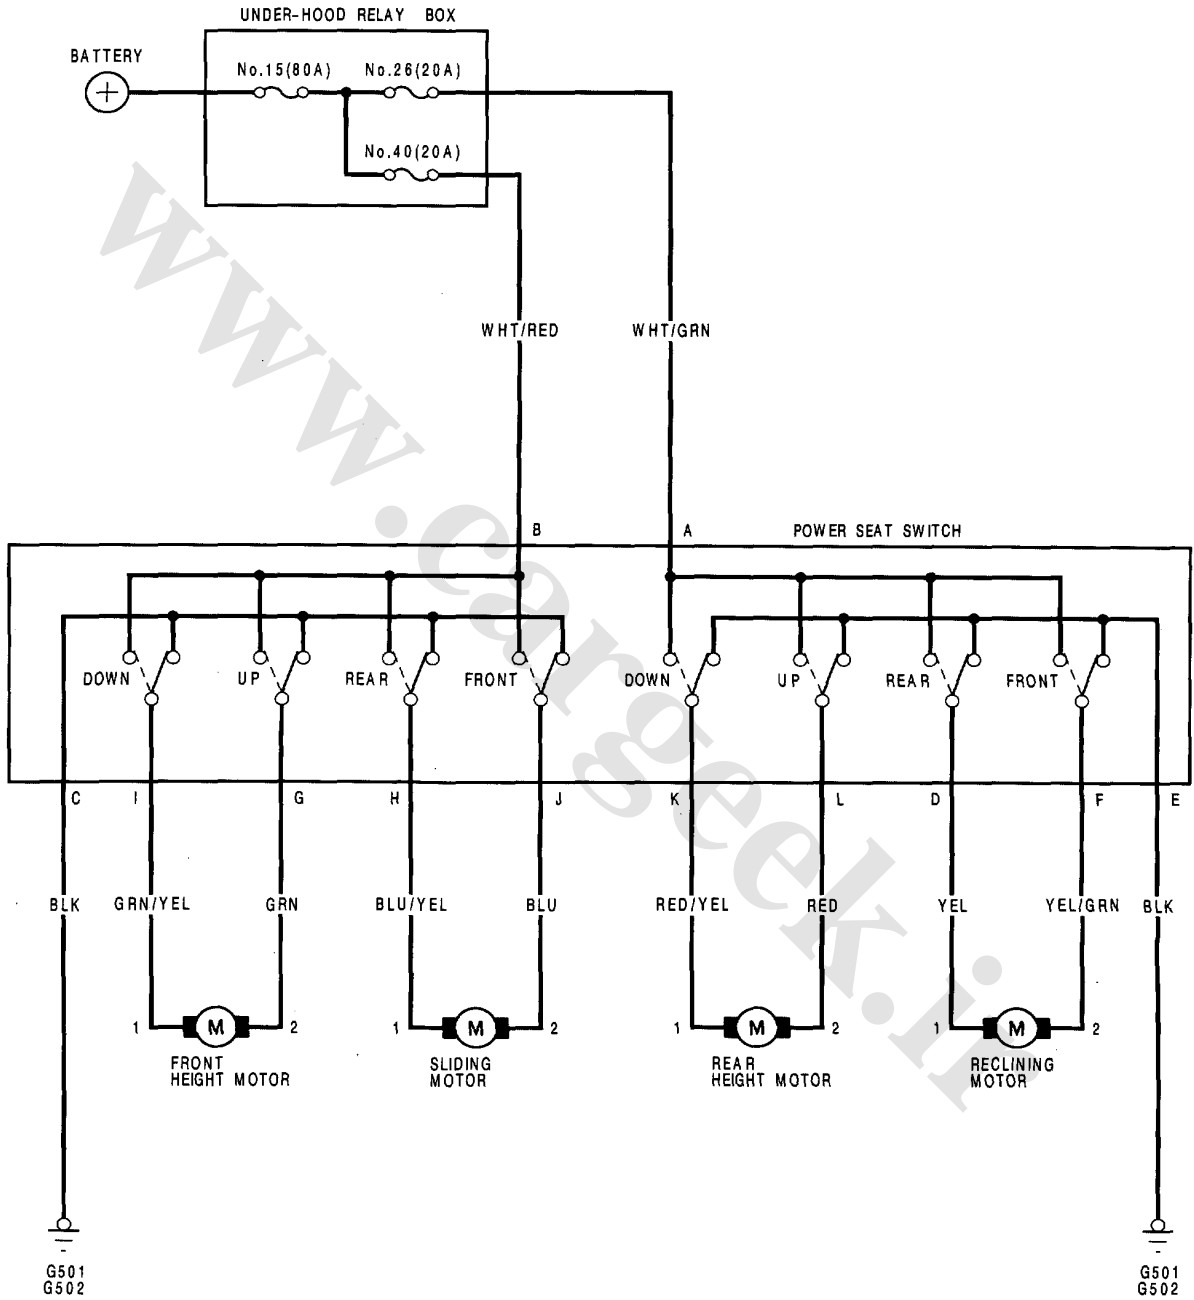 UNDER-HOOD RELAY BOX
BATTERY
No.15(80A)
No.26(20A)
+
No.40(20A)
WHT/RED
WHT/GRN
B
A
POWER SEAT SWITCH
DOWN
UP
REAR
FRONT
DOWN
UP
REAR
FRONT
C
I
G
H
J
K
L
D
F
E
BLK
GRN/YEL
GRN
BLU/YEL
BLU
RED/YEL
RED
YEL
YEL/GRN
BLK
1
M
2
1
M
2
1
M
2
1
M
2
FRONT
HEIGHT MOTOR
SLIDING
MOTOR
REAR
HEIGHT MOTOR
RECLINING
MOTOR
G501
G502
G501
G502
www.cargeek.ir